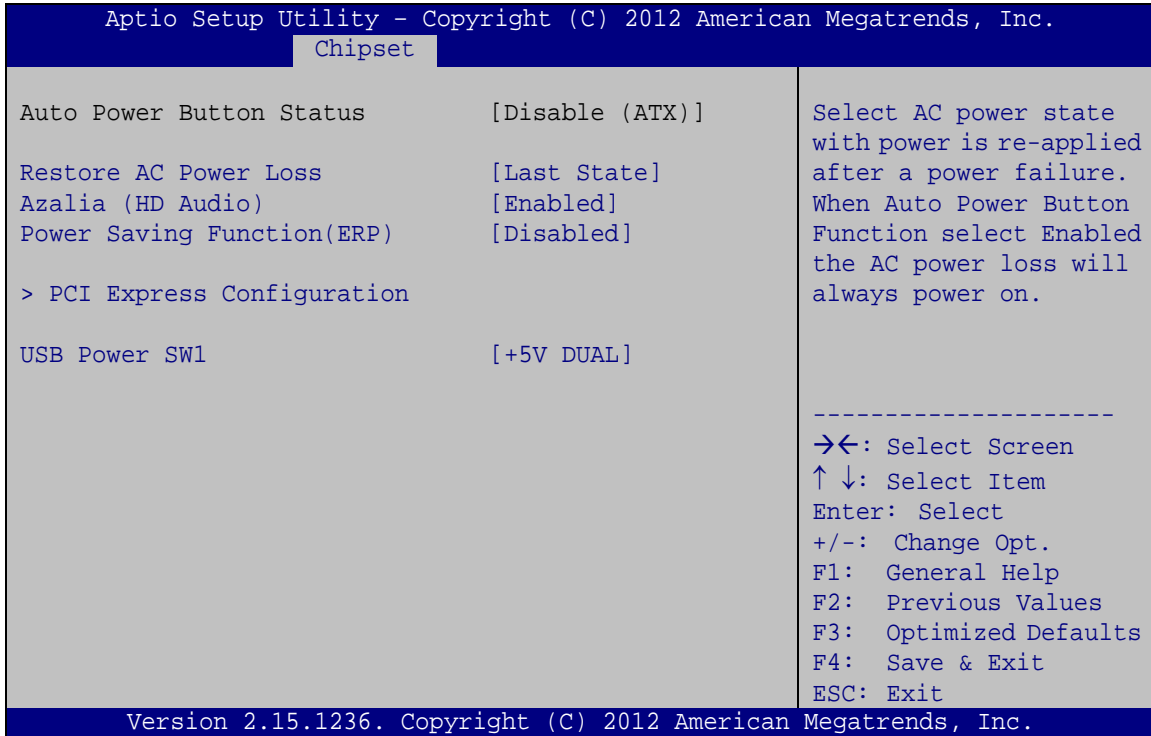 Aptio Setup Utility – Copyright (C) 2012 American Megatrends, Inc.
Chipset
Auto Power Button Status [Disable (ATX)]
Restore AC Power Loss [Last State]
Azalia (HD Audio) [Enabled]
Power Saving Function(ERP) [Disabled]
> PCI Express Configuration
USB Power SW1 [+5V DUAL]
Select AC power state
with power is re-applied
after a power failure.
When Auto Power Button
Function select Enabled
the AC power loss will
always power on.
---------------------
→←: Select Screen
↑ ↓: Select Item
Enter: Select
+/-: Change Opt.
F1: General Help
F2: Previous Values
F3: Optimized Defaults
F4: Save & Exit
ESC: Exit
Version 2.15.1236. Copyright (C) 2012 American Megatrends, Inc.